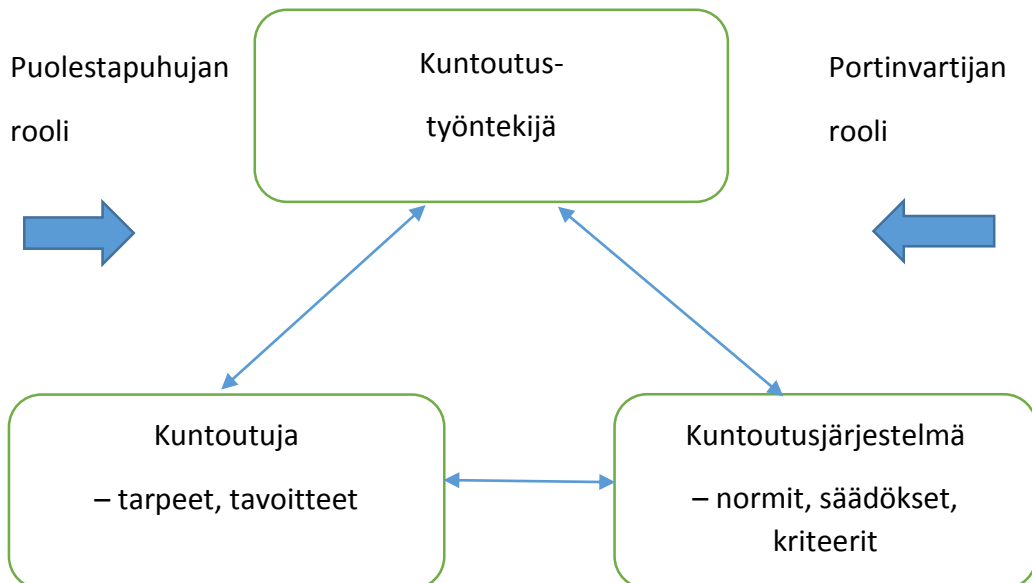 Puolestapuhujan
rooli
Kuntoutus-
työntekijä
Portinvartijan
rooli
Kuntoutuja
– tarpeet, tavoitteet
Kuntoutusjärjestelmä
– normit, säädökset,
kriteerit